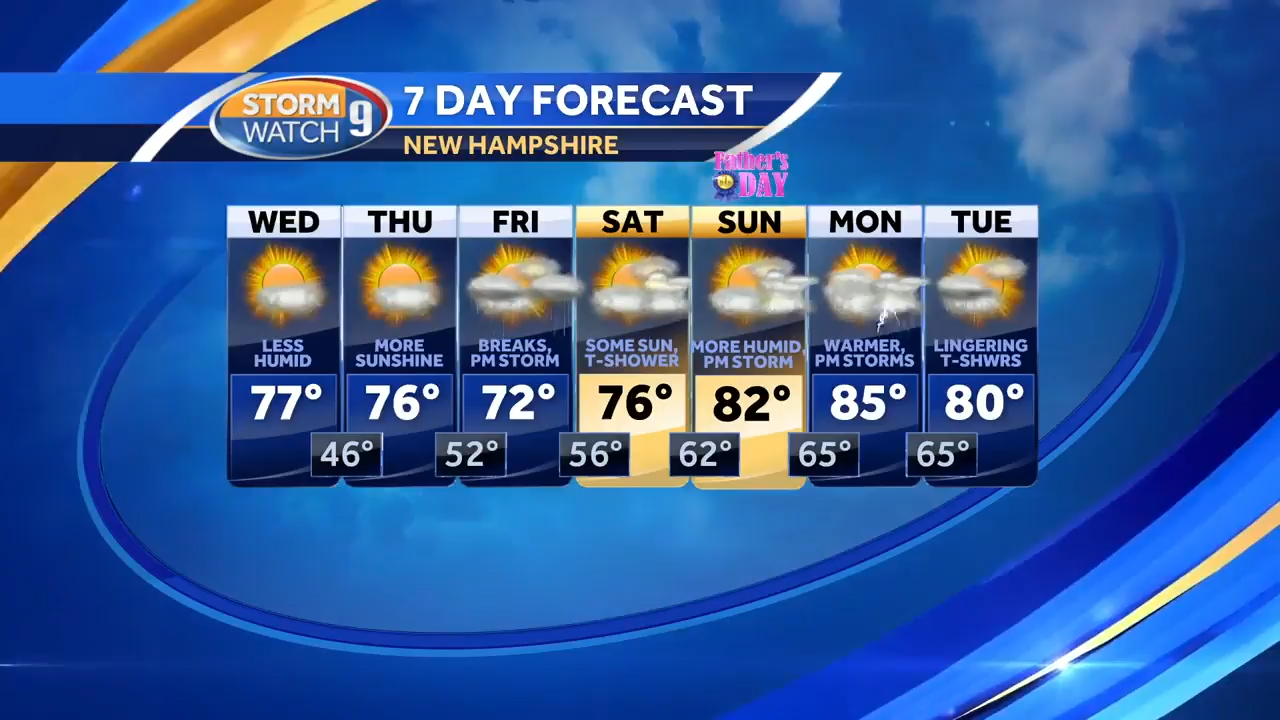 STORM
WATCH 9
7 DAY FORECAST
NEW HAMPSHIRE
Father's
DAY
WED THU FRI SAT SUN MON TUE
LESS
HUMID
MORE
SUNSHINE
BREAKS,
PM STORM
SOME SUN,
T-SHOWER
MORE HUMID,
PM STORM
WARMER,
PM STORMS
LINGERING
T-SHWRS
77° 76° 72° 76° 82° 85° 80°
46° 52° 56° 62° 65° 65°